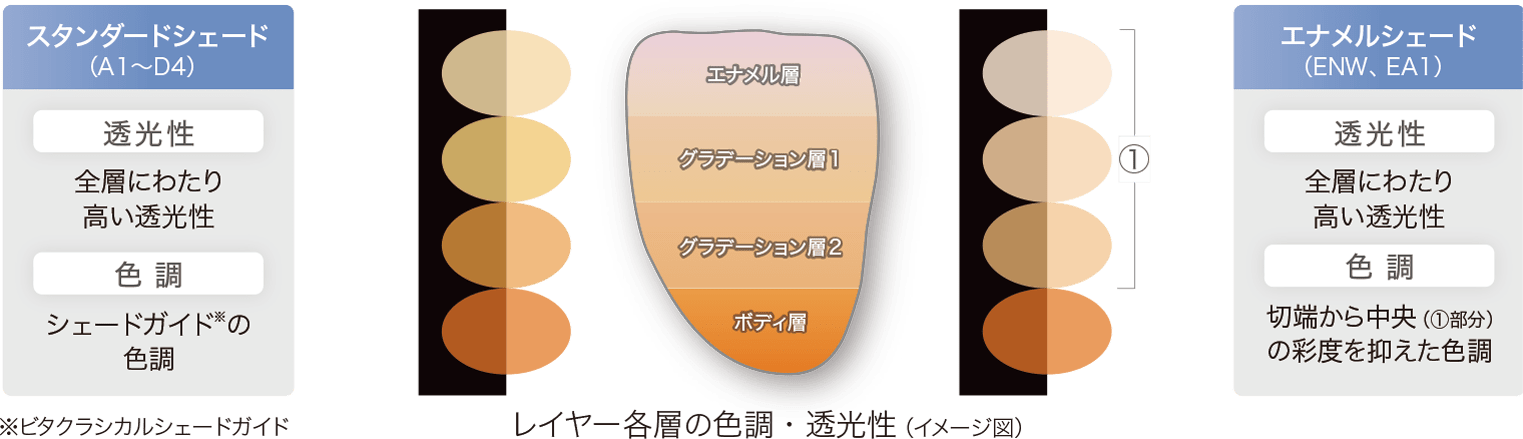 スタンダードシェード
（A1～D4）
透光性
全層にわたり
高い透光性
色調
シェードガイド※の
色調
※ビタクラシカルシェードガイド
エナメル層
グラデーション層1
グラデーション層2
ボディ層
①
レイヤー各層の色調・透光性（イメージ図）
エナメルシェード
（ENW、EA1）
透光性
全層にわたり
高い透光性
色調
切端から中央（①部分）
の彩度を抑えた色調